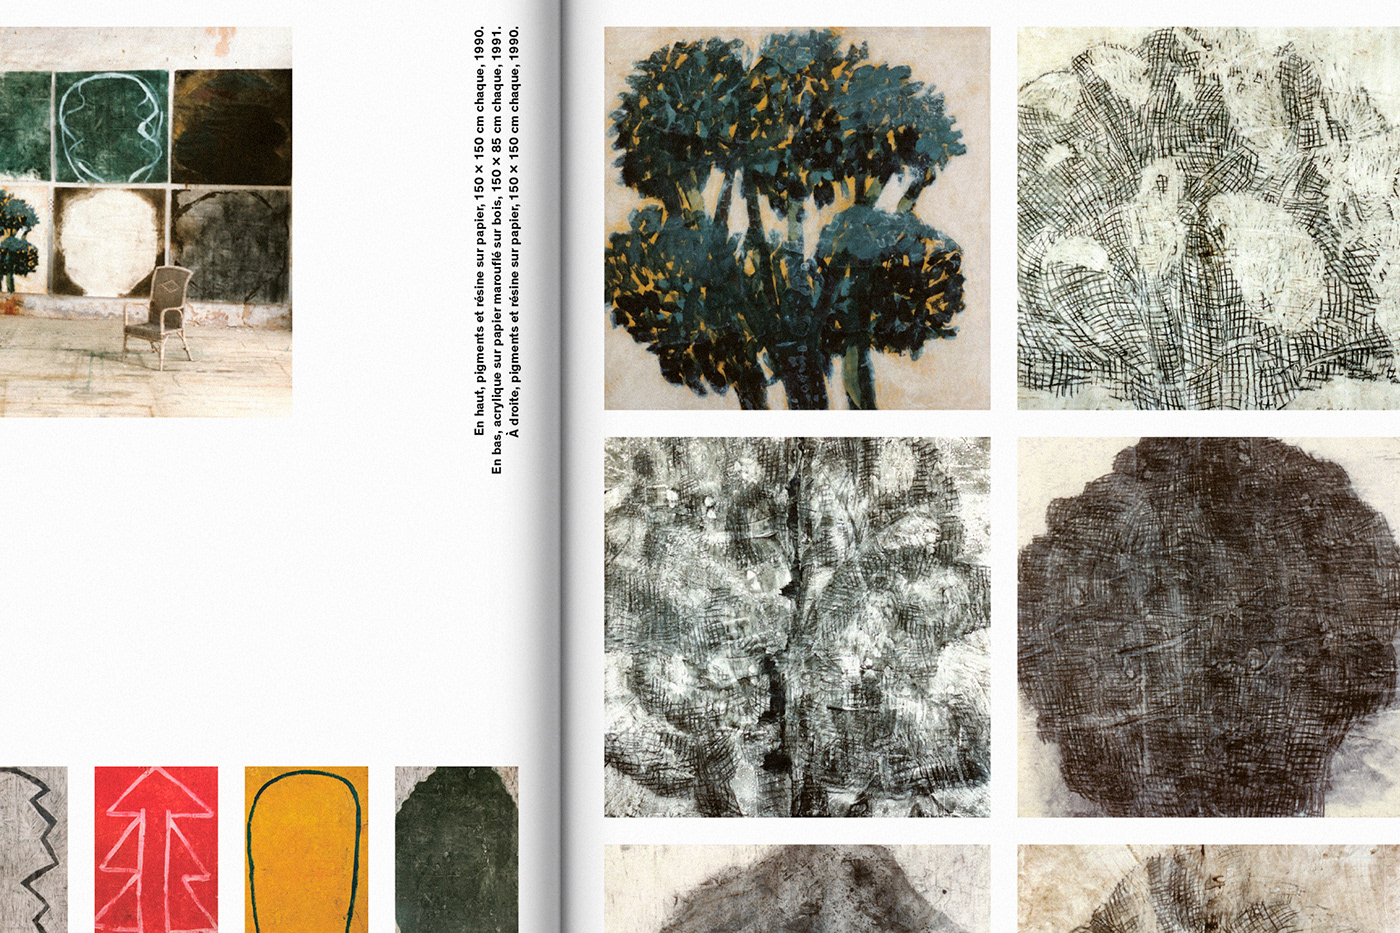 En haut, pigments et résine sur papier, 150 × 150 cm chaque, 1990.
En bas, acrylique sur papier marouflé sur bois, 150 × 85 cm chaque, 1991.
À droite, pigments et résine sur papier, 150 × 150 cm chaque, 1990.